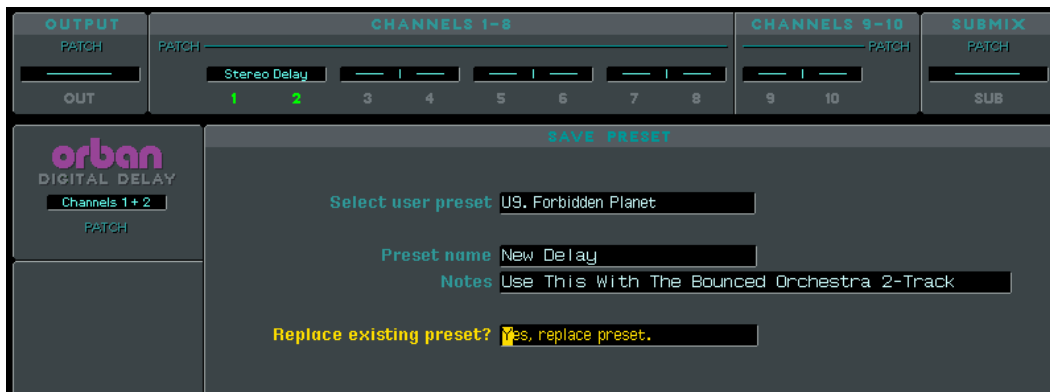 OUTPUT CHANNELS 1-8 CHANNELS 9-10 SUBMIX
PATCH PATCH PATCH PATCH
Stereo Delay
OUT 1 2 3 4 5 6 7 8 9 10 SUB
orban
DIGITAL DELAY
Channels 1 + 2
PATCH
SAVE PRESET
Select user preset U9. Forbidden Planet
Preset name New Delay
Notes Use This With The Bounced Orchestra 2-Track
Replace existing preset? Yes, replace preset.